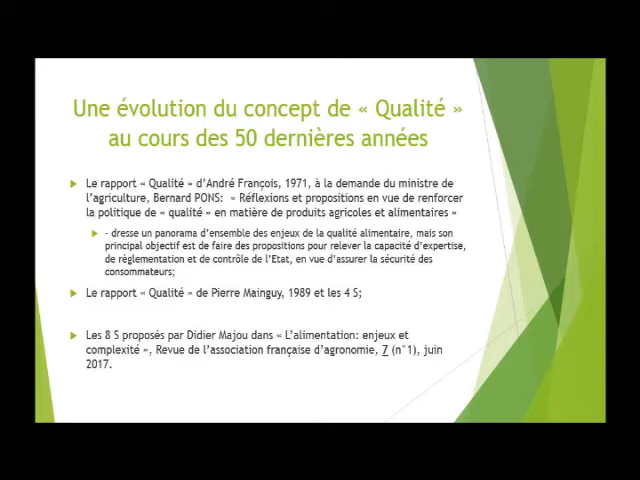 Une évolution du concept de « Qualité »
au cours des 50 dernières années
Le rapport « Qualité » d’André François, 1971, à la demande du ministre de
l’agriculture, Bernard PONS: « Réflexions et propositions en vue de renforcer
la politique de « qualité » en matière de produits agricoles et alimentaires »
- dresse un panorama d’ensemble des enjeux de la qualité alimentaire, mais son
principal objectif est de faire des propositions pour relever la capacité d’expertise,
de règlementation et de contrôle de l’Etat, en vue d’assurer la sécurité des
consommateurs;
Le rapport « Qualité » de Pierre Mainguy, 1989 et les 4 S;
Les 8 S proposés par Didier Majou dans « L’alimentation: enjeux et
complexité », Revue de l’association française d’agronomie, 7 (n°1), juin
2017.